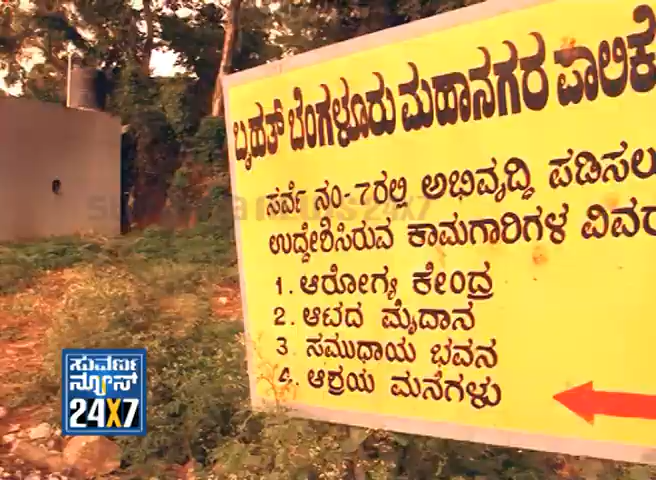 ಬೃಹತ್ ಬೆಂಗಳೂರು ಮಹಾನಗರ ಪಾಲಿಕೆ
ಸರ್ವೆ ನಂ-7ರಲ್ಲಿ ಅಭಿವೃದ್ಧಿ ಪಡಿಸಲು
ಉದ್ದೇಶಿಸಿರುವ ಕಾಮಗಾರಿಗಳ ವಿವರ
1. ಆರೋಗ್ಯ ಕೇಂದ್ರ
2. ಆಟದ ಮೈದಾನ
3 ಸಮುಧಾಯ ಭವನ
4. ಆಶ್ರಯ ಮನೆಗಳು
ಸುವರ್ಣ
ನ್ಯೂಸ್
24X7